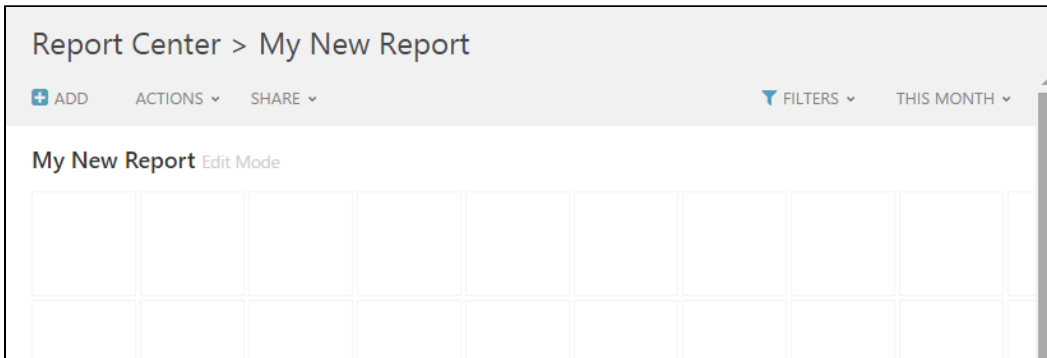 Report Center > My New Report
ADD ACTIONS SHARE FILTERS THIS MONTH
My New Report Edit Mode